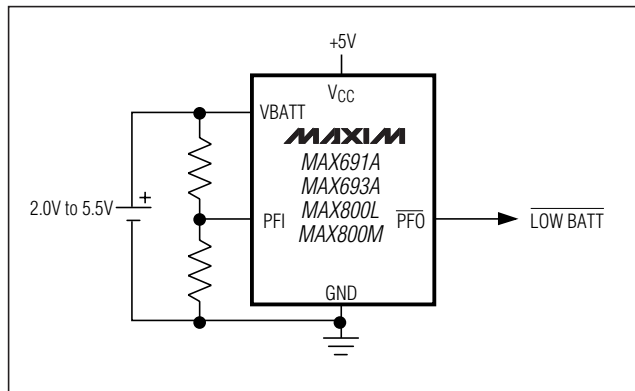 +5V
VCC
VBATT
MAXIM
MAX691A
MAX693A
MAX800L
MAX800M
2.0V to 5.5V
+
PFI
PFO
LOW BATT
GND